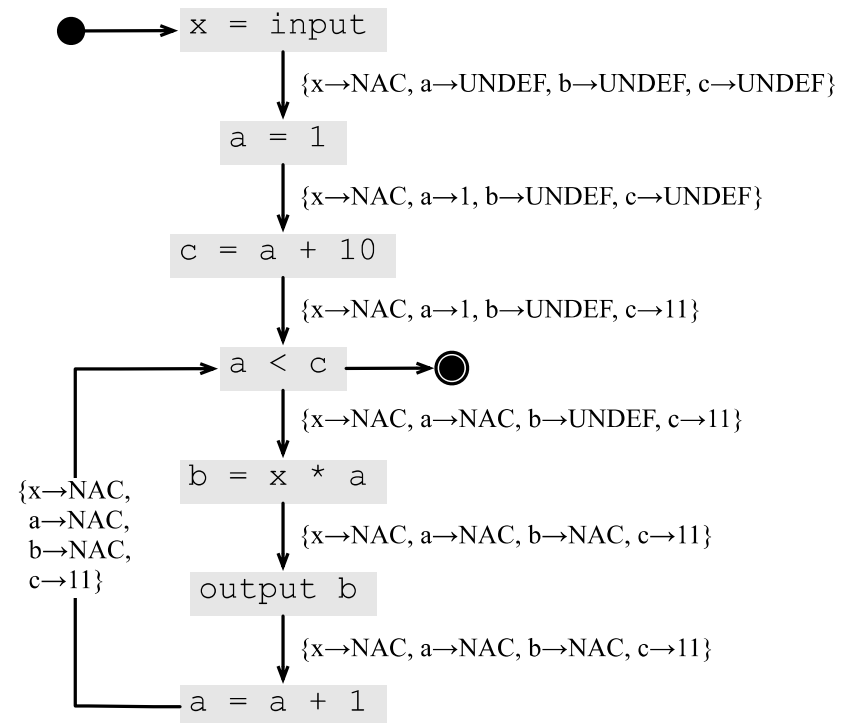 x = input
{x→NAC, a→UNDEF, b→UNDEF, c→UNDEF}
a = 1
{x→NAC, a→1, b→UNDEF, c→UNDEF}
c = a + 10
{x→NAC, a→1, b→UNDEF, c→11}
a < c
{x→NAC, a→NAC, b→UNDEF, c→11}
b = x * a
{x→NAC,
a→NAC,
b→NAC,
c→11}
{x→NAC, a→NAC, b→NAC, c→11}
output b
{x→NAC, a→NAC, b→NAC, c→11}
a = a + 1